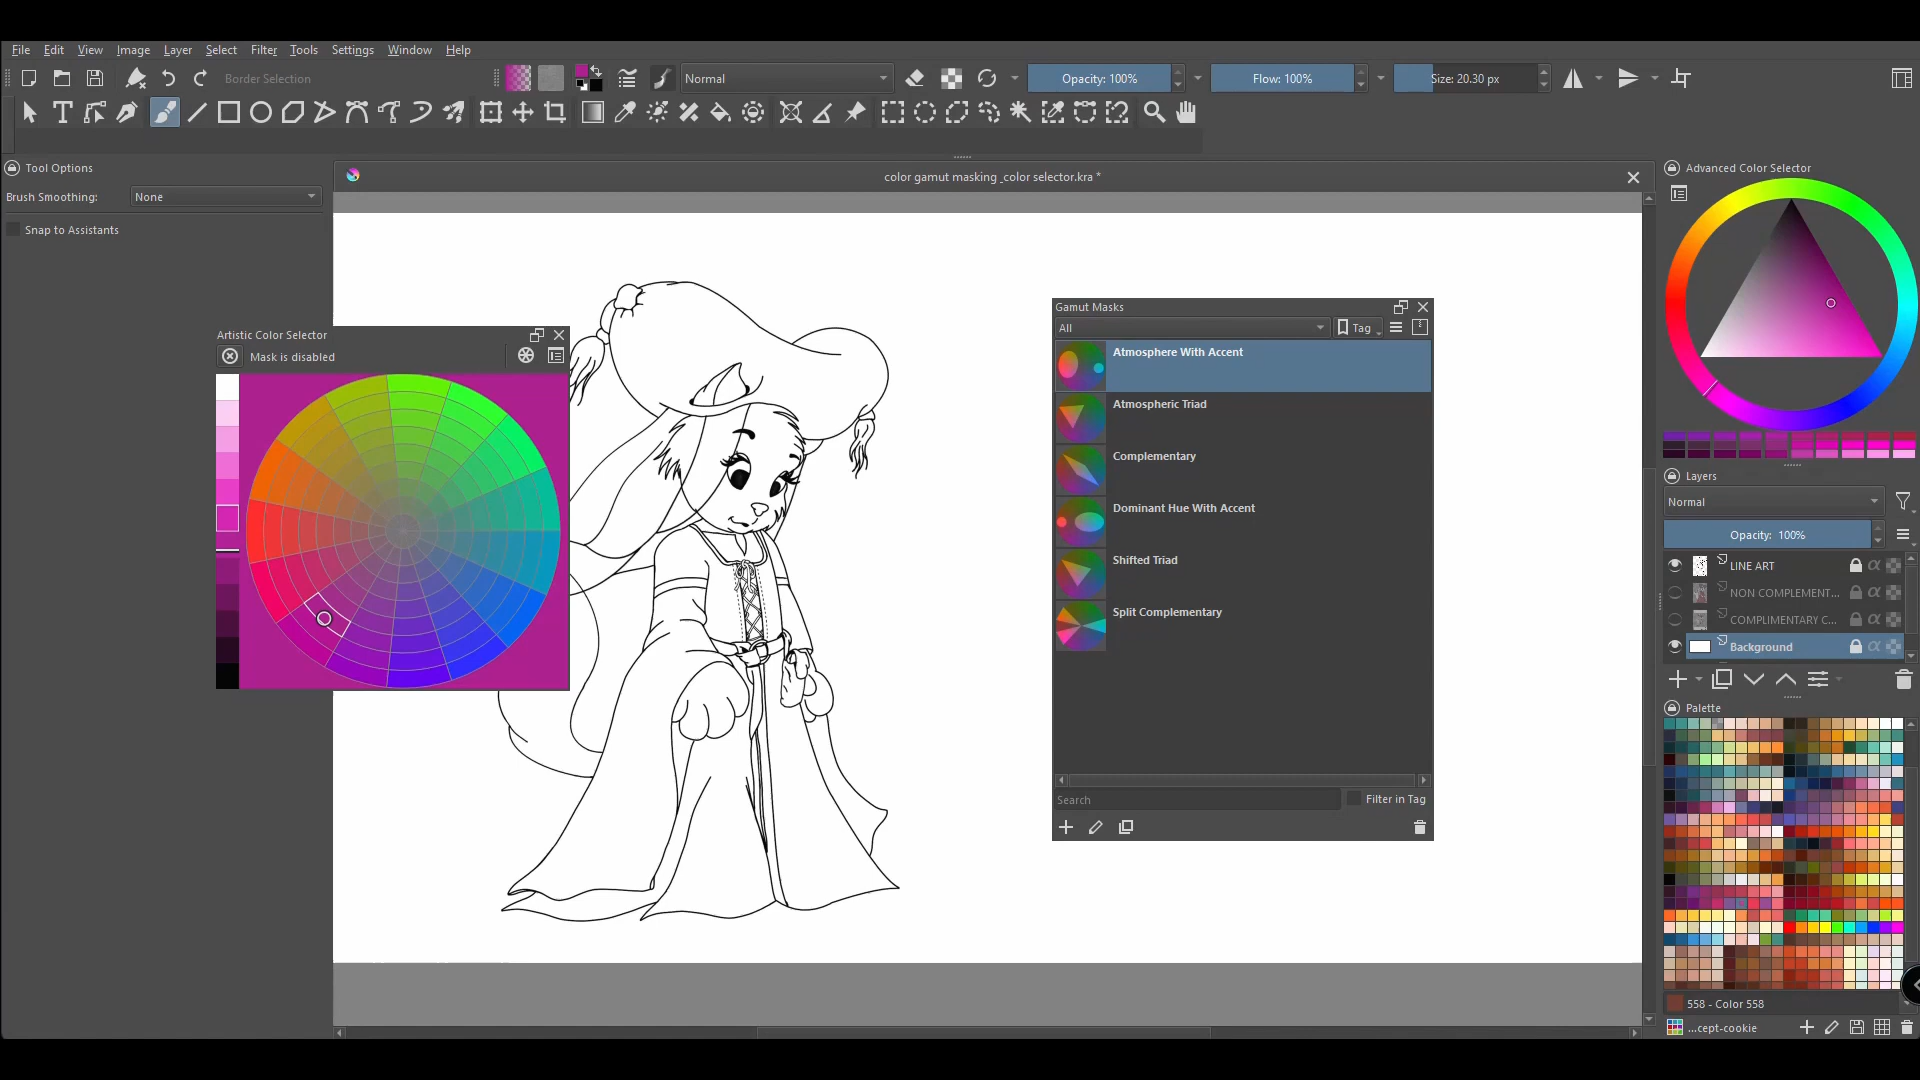 File Edit View Image Layer Select Filter Tools Settings Window Help
Border Selection
Normal
Opacity: 100%
Flow: 100%
Size: 20.30 px
Tool Options
Brush Smoothing: None
Snap to Assistants
color gamut masking _color selector.kra *
Artistic Color Selector
Mask is disabled
Gamut Masks
All
Tag
Atmosphere With Accent
Atmospheric Triad
Complementary
Dominant Hue With Accent
Shifted Triad
Split Complementary
Search
Filter in Tag
Advanced Color Selector
Layers
Normal
Opacity: 100%
LINE ART
NON COMPLEMENT...
COMPLIMENTARY C...
Background
Palette
558 - Color 558
...cept-cookie